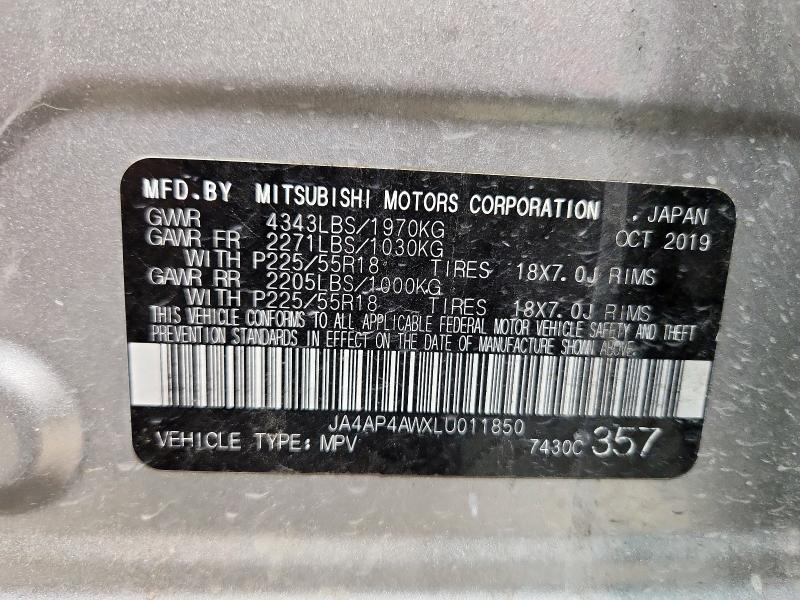 MFD.BY MITSUBISHI MOTORS CORPORATION . JAPAN
GVWR 4343LBS/1970KG OCT 2019
GAWR FR 2271LBS/1030KG
WITH P225/55R18 TIRES 18X7.0J RIMS
GAWR RR 2205LBS/1000KG
WITH P225/55R18 TIRES 18X7.0J RIMS
THIS VEHICLE CONFORMS TO ALL APPLICABLE FEDERAL MOTOR VEHICLE SAFETY AND THEFT
PREVENTION STANDARDS IN EFFECT ON THE DATE OF MANUFACTURE SHOWN ABOVE.
JA4AP4AWXLU011850
VEHICLE TYPE: MPV 7430C 357